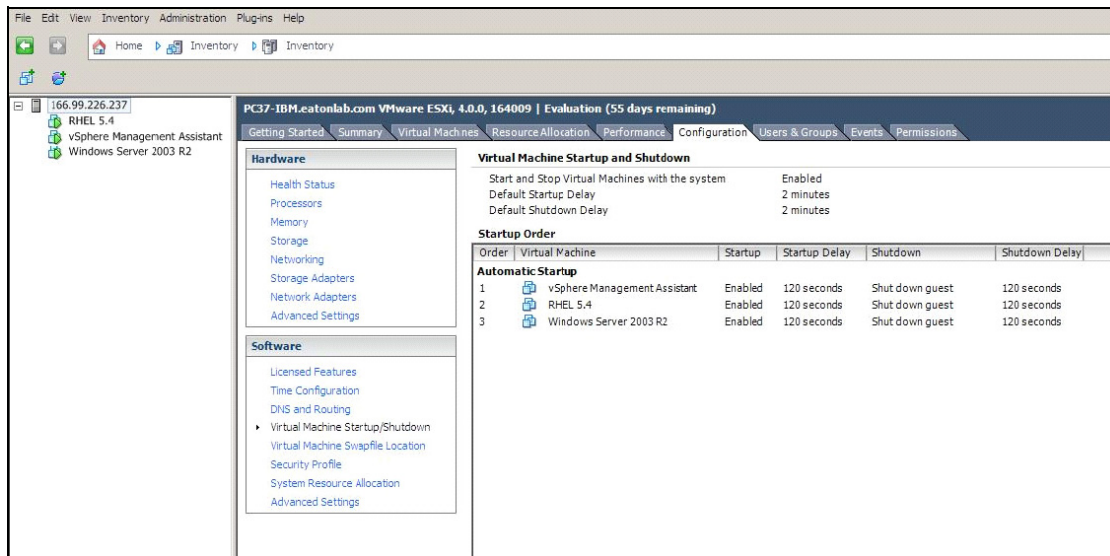 File Edit View Inventory Administration Plug-ins Help
Home Inventory Inventory
166.99.226.237
RHEL 5.4
vSphere Management Assistant
Windows Server 2003 R2
PC37-IBM.eatonlab.com VMware ESXi, 4.0.0, 164009 | Evaluation (55 days remaining)
Getting Started Summary Virtual Machines Resource Allocation Performance Configuration Users & Groups Events Permissions
Hardware
Health Status
Processors
Memory
Storage
Networking
Storage Adapters
Network Adapters
Advanced Settings
Software
Licensed Features
Time Configuration
DNS and Routing
Virtual Machine Startup/Shutdown
Virtual Machine Swapfile Location
Security Profile
System Resource Allocation
Advanced Settings
Virtual Machine Startup and Shutdown
Start and Stop Virtual Machines with the system Enabled
Default Startup Delay 2 minutes
Default Shutdown Delay 2 minutes
Startup Order
Order Virtual Machine Startup Startup Delay Shutdown Shutdown Delay
Automatic Startup
1 vSphere Management Assistant Enabled 120 seconds Shut down guest 120 seconds
2 RHEL 5.4 Enabled 120 seconds Shut down guest 120 seconds
3 Windows Server 2003 R2 Enabled 120 seconds Shut down guest 120 seconds